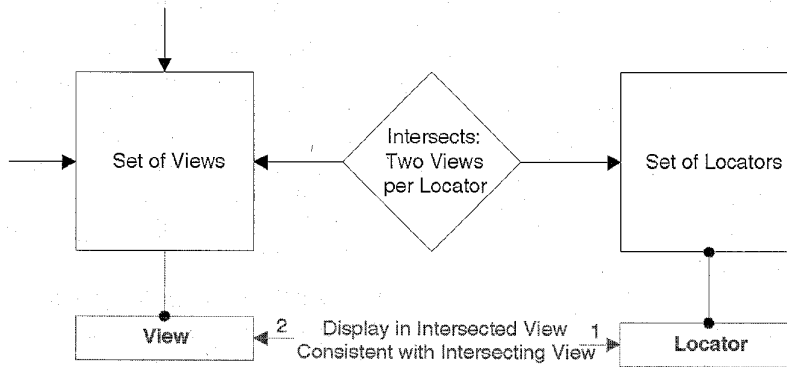 Set of Views
Intersects:
Two Views
per Locator
Set of Locators
View
2
Display in Intersected View
Consistent with Intersecting View
1
Locator